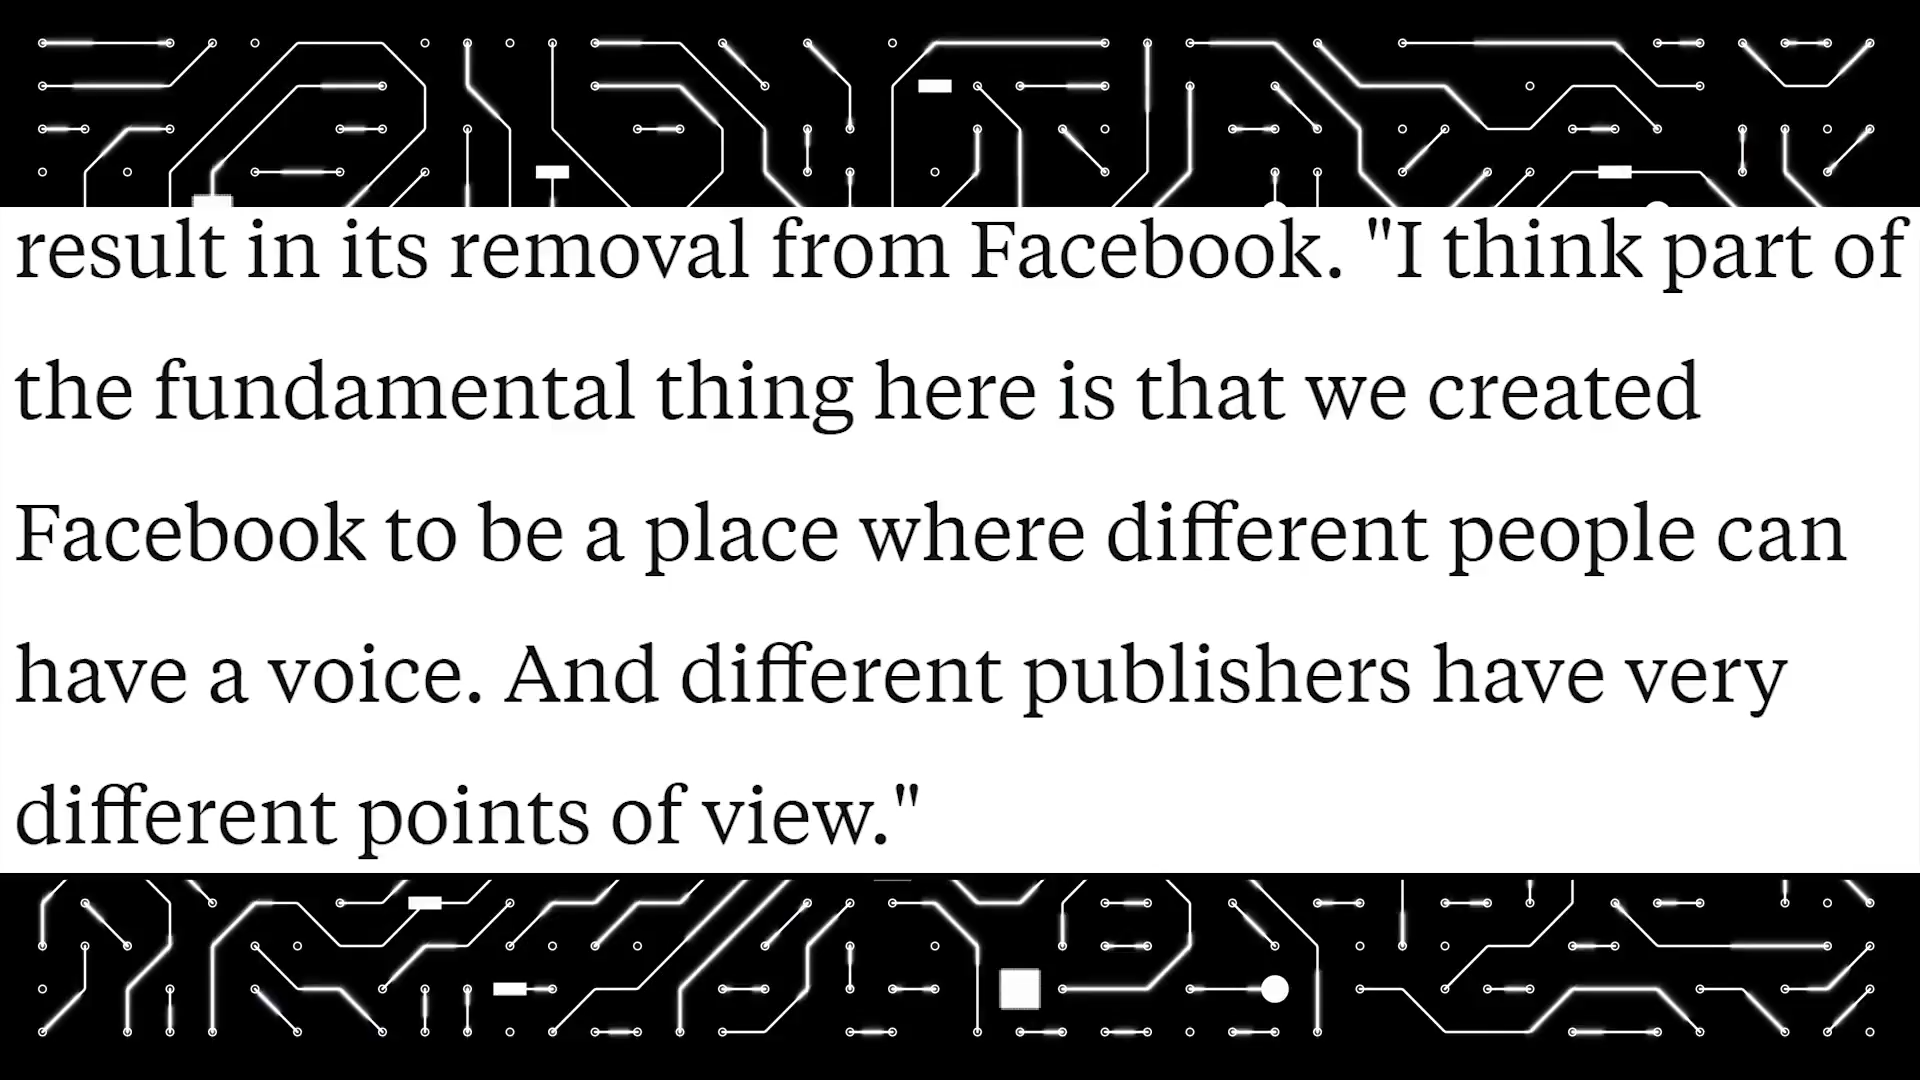 result in its removal from Facebook. "I think part of
the fundamental thing here is that we created
Facebook to be a place where different people can
have a voice. And different publishers have very
different points of view."